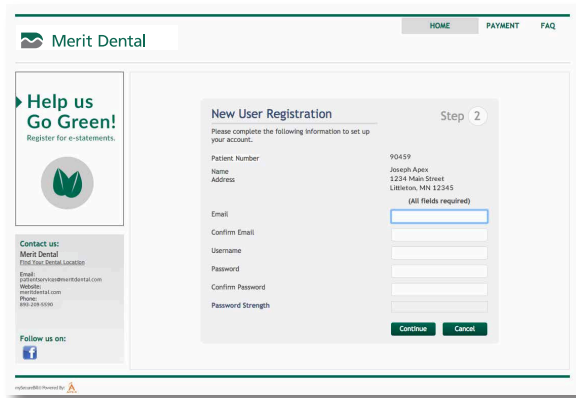 Merit Dental
HOME PAYMENT FAQ
Help us
Go Green!
Register for e-statements.
Contact us:
Merit Dental
Find Your Dental Location
Email:
patientservices@meritdental.com
Website:
meritdental.com
Phone:
Follow us on:
f
New User Registration
Step 2
Please complete the following information to set up
your account.
Patient Number 90459
Name Joseph Apex
Address 1234 Main Street
Littleton, MN 12345
(All fields required)
Email
Confirm Email
Username
Password
Confirm Password
Password Strength
Continue Cancel
Powered By: